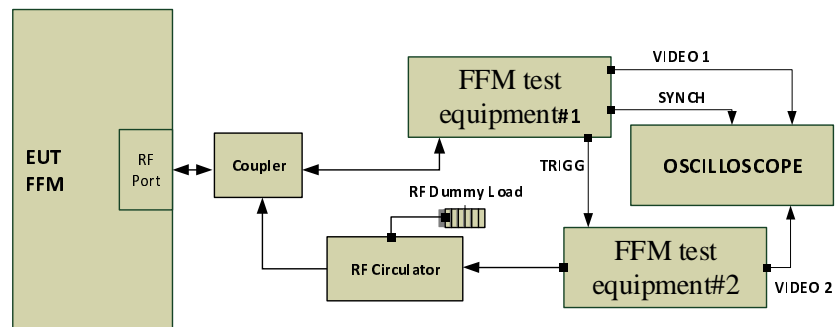 EUT
FFM
RF
Port
Coupler
FFM test
equipment#1
VIDEO 1
SYNCH
TRIGG
OSCILLOSCOPE
RF Dummy Load
RF Circulator
FFM test
equipment#2
VIDEO 2